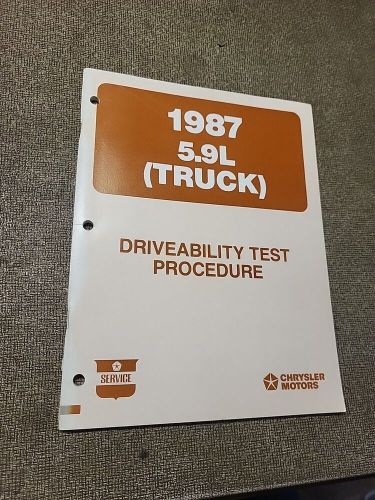 1987
5.9L
(TRUCK)
DRIVEABILITY TEST
PROCEDURE
SERVICE
CHRYSLER
MOTORS